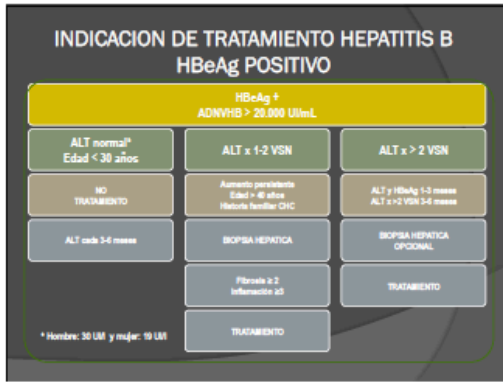 INDICACION DE TRATAMIENTO HEPATITIS B
HBeAg POSITIVO
HBeAg +
ADNVHB > 20.000 UI/mL
ALT normal*
Edad < 30 años
ALT x 1-2 VSN
ALT x > 2 VSN
NO
TRATAMIENTO
Aumento persistente
Edad > 40 años
Historia familiar CHC
ALT y HBeAg 1-3 meses
ALT x >2 VSN 3-6 meses
ALT cada 3-6 meses
BIOPSIA HEPATICA
BIOPSIA HEPATICA
OPCIONAL
Fibrosis ≥ 2
Inflamación ≥3
TRATAMIENTO
TRATAMIENTO
* Hombre: 30 U/l y mujer: 19 U/l